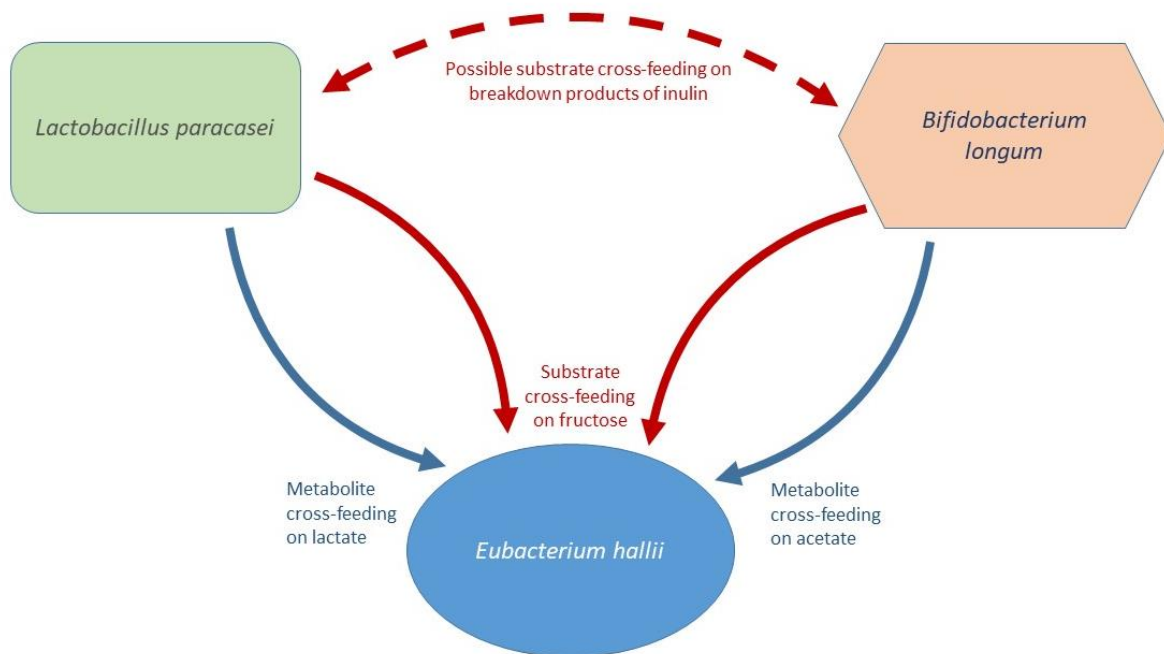 Possible substrate cross-feeding on
breakdown products of inulin
Lactobacillus paracasei
Bifidobacterium
longum
Substrate
cross-feeding
on fructose
Metabolite
cross-feeding
on lactate
Metabolite
cross-feeding
on acetate
Eubacterium hallii